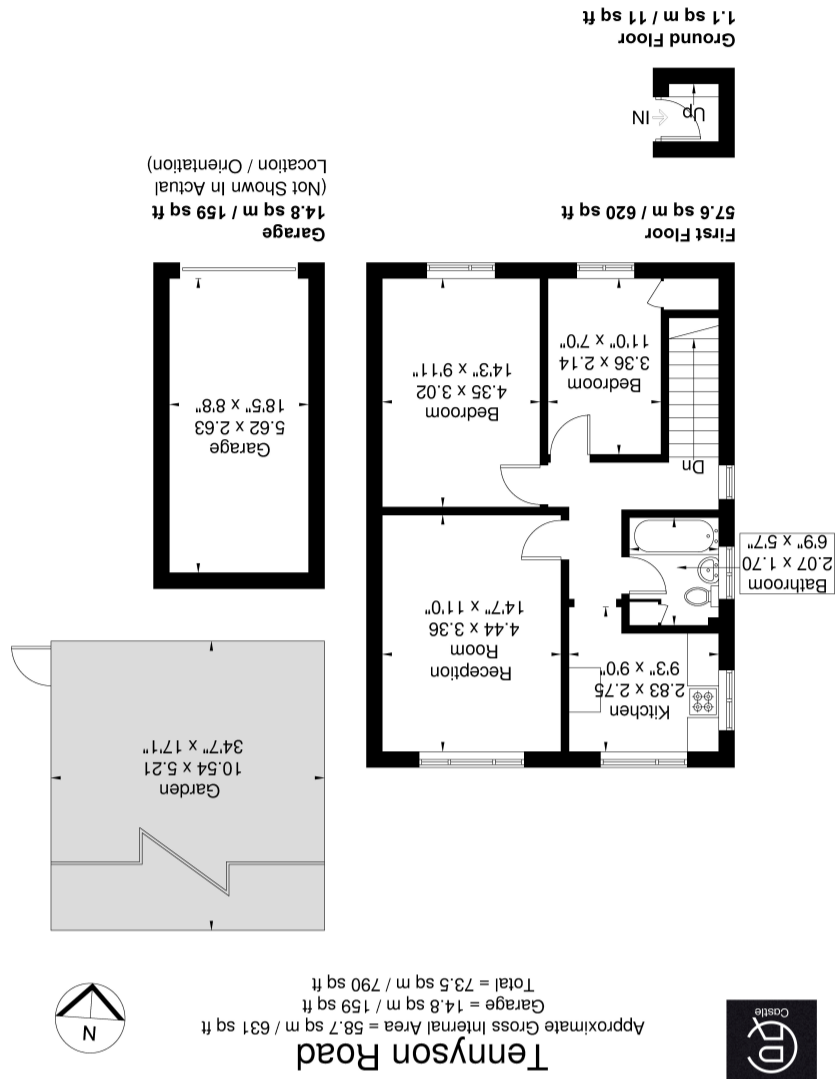 Castle
Tennyson Road
Approximate Gross Internal Area = 58.7 sq m / 631 sq ft
Garage = 14.8 sq m / 159 sq ft
Total = 73.5 sq m / 790 sq ft
N
Kitchen
2.83 x 2.75
9'3" x 9'0"
Reception
Room
4.44 x 3.36
14'7" x 11'0"
Garden
10.54 x 5.21
34'7" x 17'1"
Bathroom
2.07 x 1.70
6'9" x 5'7"
Dn
Bedroom
3.36 x 2.14
11'0" x 7'0"
Bedroom
4.35 x 3.02
14'3" x 9'11"
Garage
5.62 x 2.63
18'5" x 8'8"
First Floor
57.6 sq m / 620 sq ft
Garage
14.8 sq m / 159 sq ft
(Not Shown In Actual
Location / Orientation)
Up
IN
Ground Floor
1.1 sq m / 11 sq ft